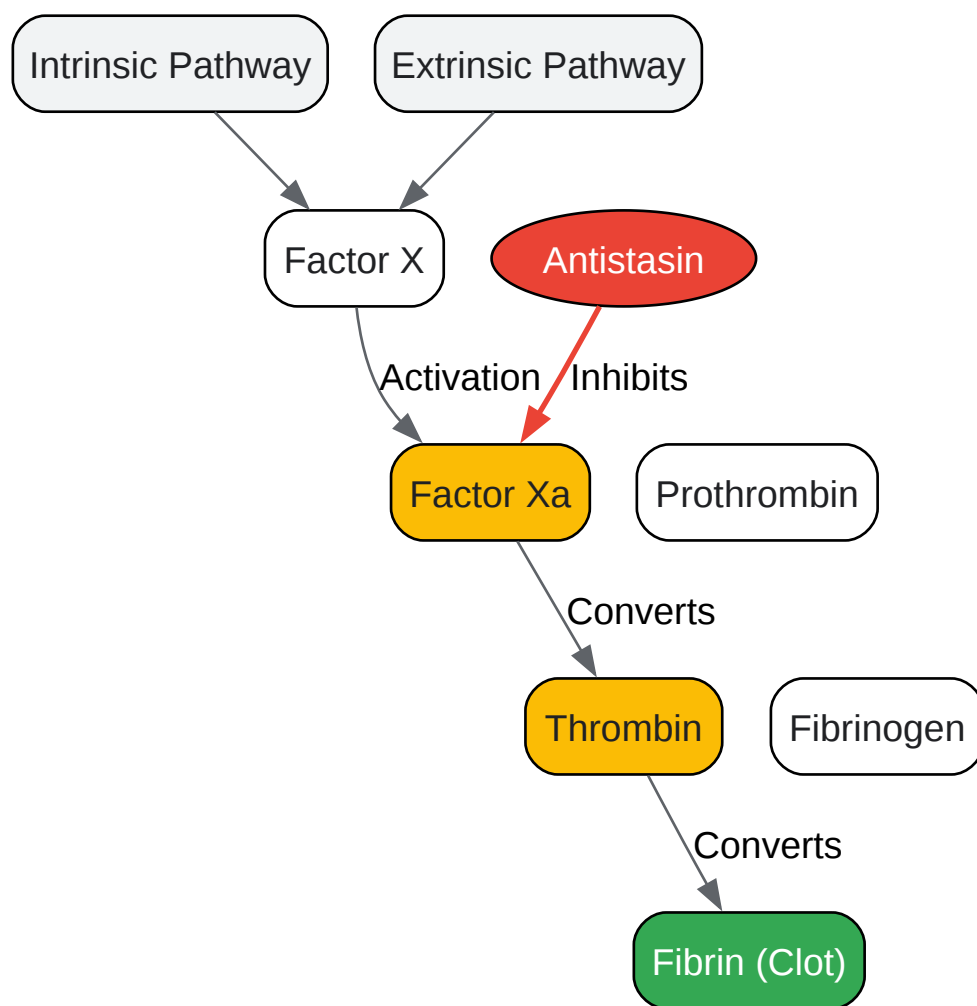 Intrinsic Pathway
Extrinsic Pathway
Factor X
Antistasin
Activation
Inhibits
Factor Xa
Prothrombin
Converts
Thrombin
Fibrinogen
Converts
Fibrin (Clot)